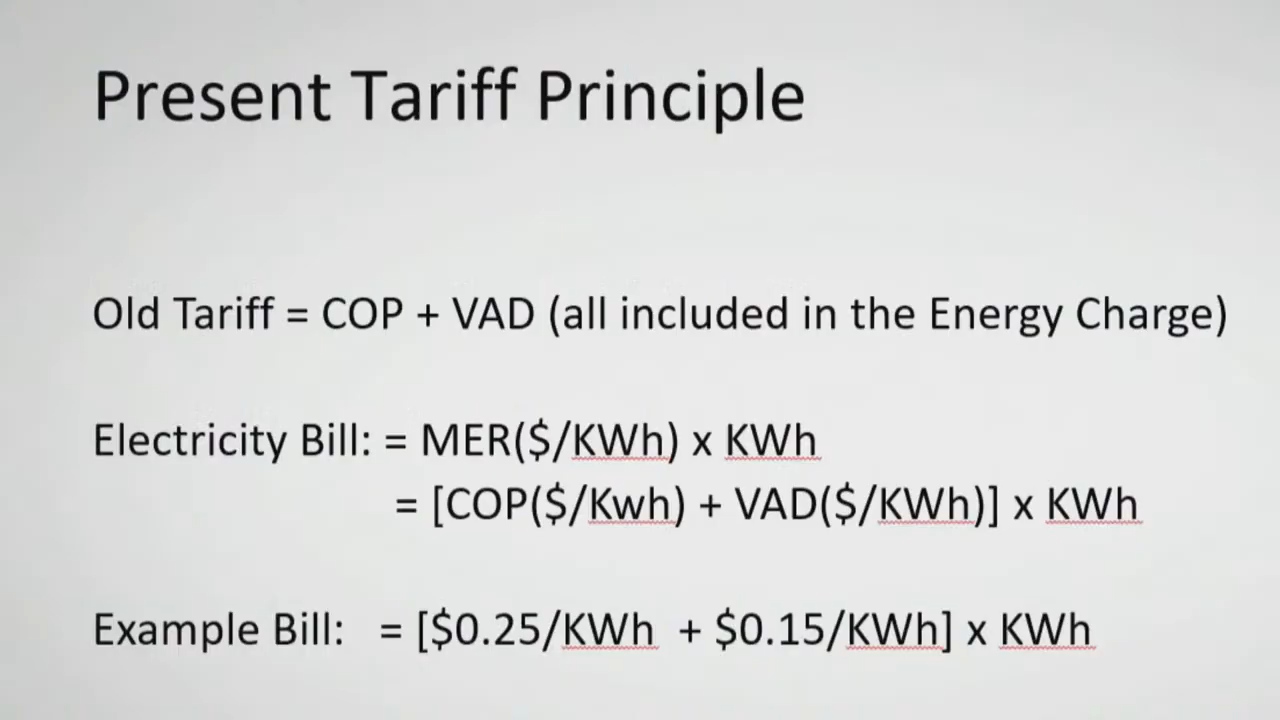 Present Tariff Principle
Old Tariff = COP + VAD (all included in the Energy Charge)
Electricity Bill: = MER($/KWh) x KWh
= [COP($/Kwh) + VAD($/KWh)] x KWh
Example Bill: = [$0.25/KWh + $0.15/KWh] x KWh